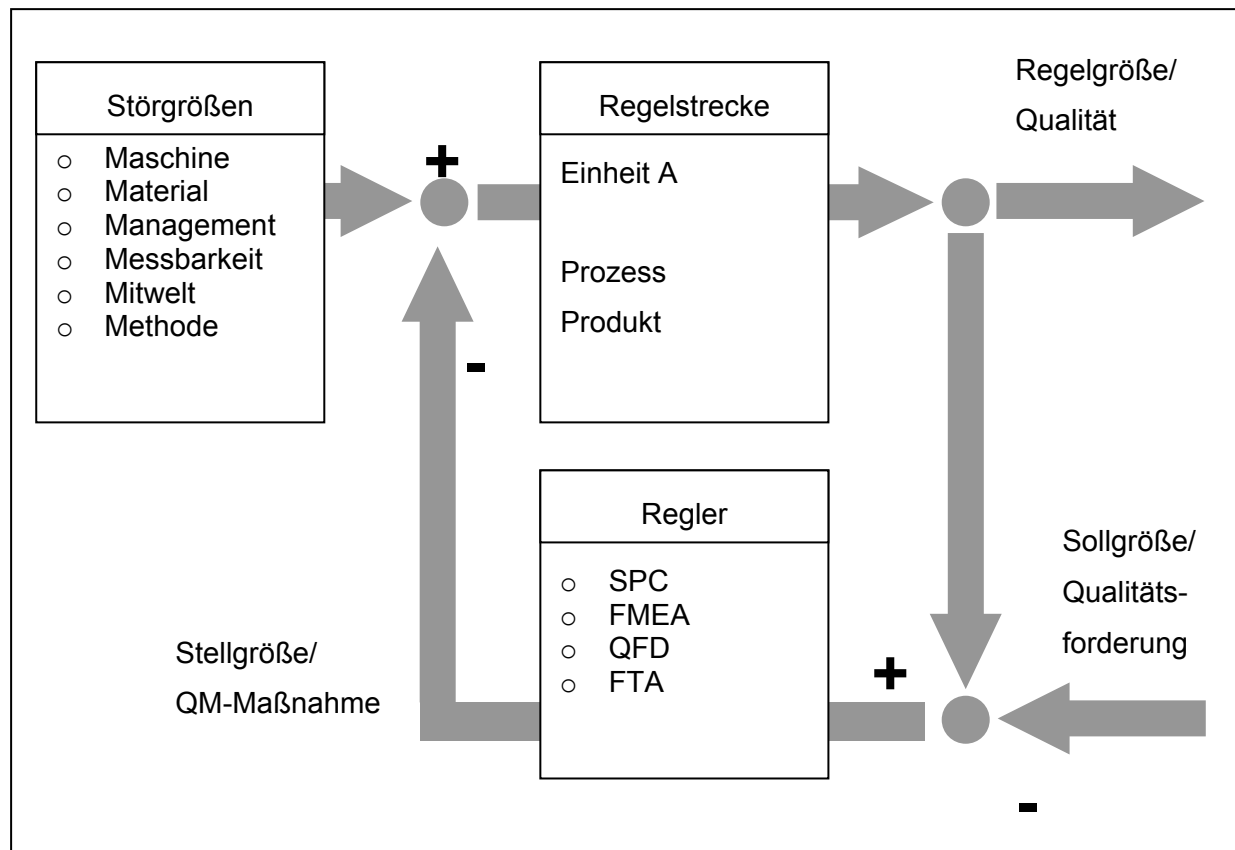 Störgrößen
o Maschine
o Material
o Management
o Messbarkeit
o Mitwelt
o Methode
+
-
Regelstrecke
Einheit A
Prozess
Produkt
Regelgröße/
Qualität
Regler
o SPC
o FMEA
o QFD
o FTA
Stellgröße/
QM-Maßnahme
+
Sollgröße/
Qualitäts-
forderung
-